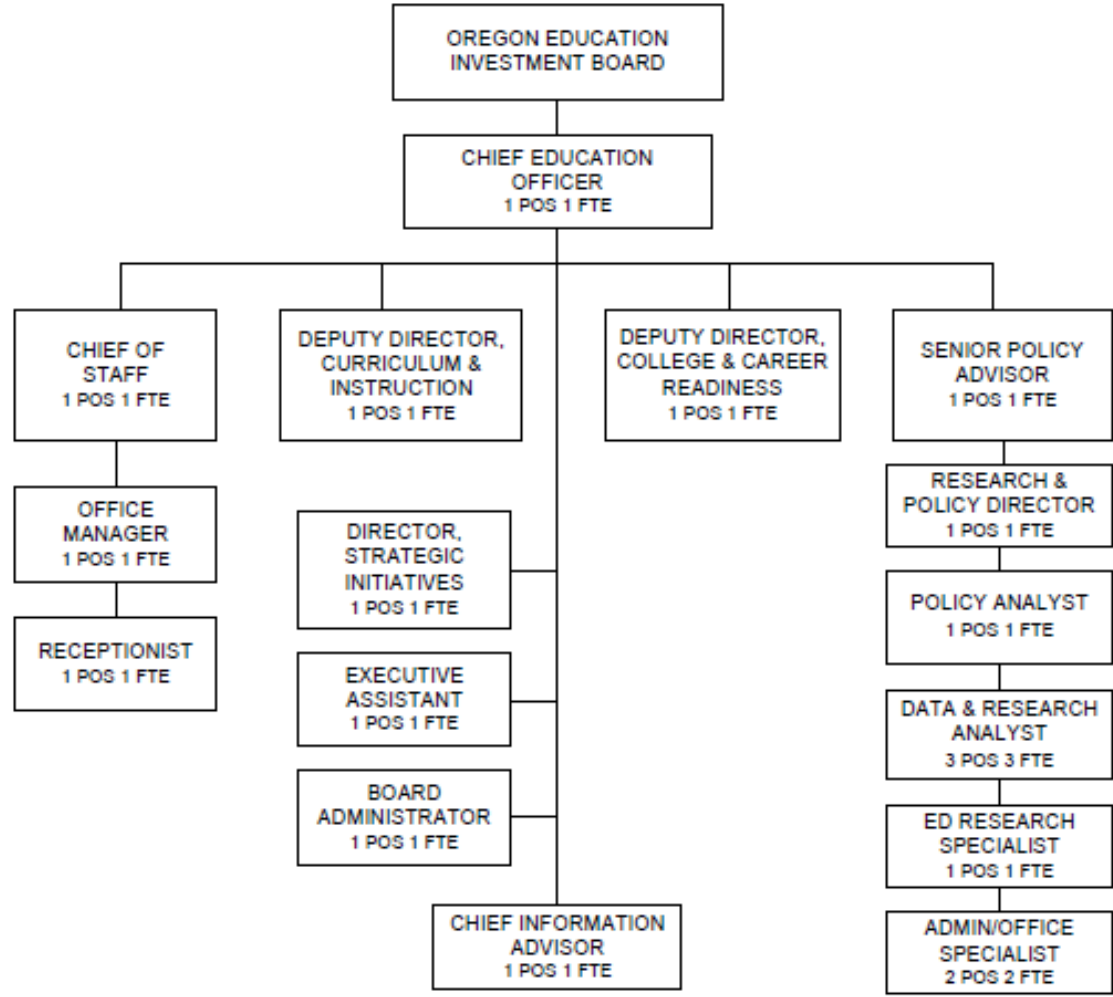 OREGON EDUCATION
INVESTMENT BOARD
CHIEF EDUCATION
OFFICER
1 POS 1 FTE
CHIEF OF
STAFF
1 POS 1 FTE
DEPUTY DIRECTOR,
CURRICULUM &
INSTRUCTION
1 POS 1 FTE
DEPUTY DIRECTOR,
COLLEGE & CAREER
READINESS
1 POS 1 FTE
SENIOR POLICY
ADVISOR
1 POS 1 FTE
OFFICE
MANAGER
1 POS 1 FTE
RECEPTIONIST
1 POS 1 FTE
DIRECTOR,
STRATEGIC
INITIATIVES
1 POS 1 FTE
EXECUTIVE
ASSISTANT
1 POS 1 FTE
BOARD
ADMINISTRATOR
1 POS 1 FTE
CHIEF INFORMATION
ADVISOR
1 POS 1 FTE
RESEARCH &
POLICY DIRECTOR
1 POS 1 FTE
POLICY ANALYST
1 POS 1 FTE
DATA & RESEARCH
ANALYST
3 POS 3 FTE
ED RESEARCH
SPECIALIST
1 POS 1 FTE
ADMIN/OFFICE
SPECIALIST
2 POS 2 FTE